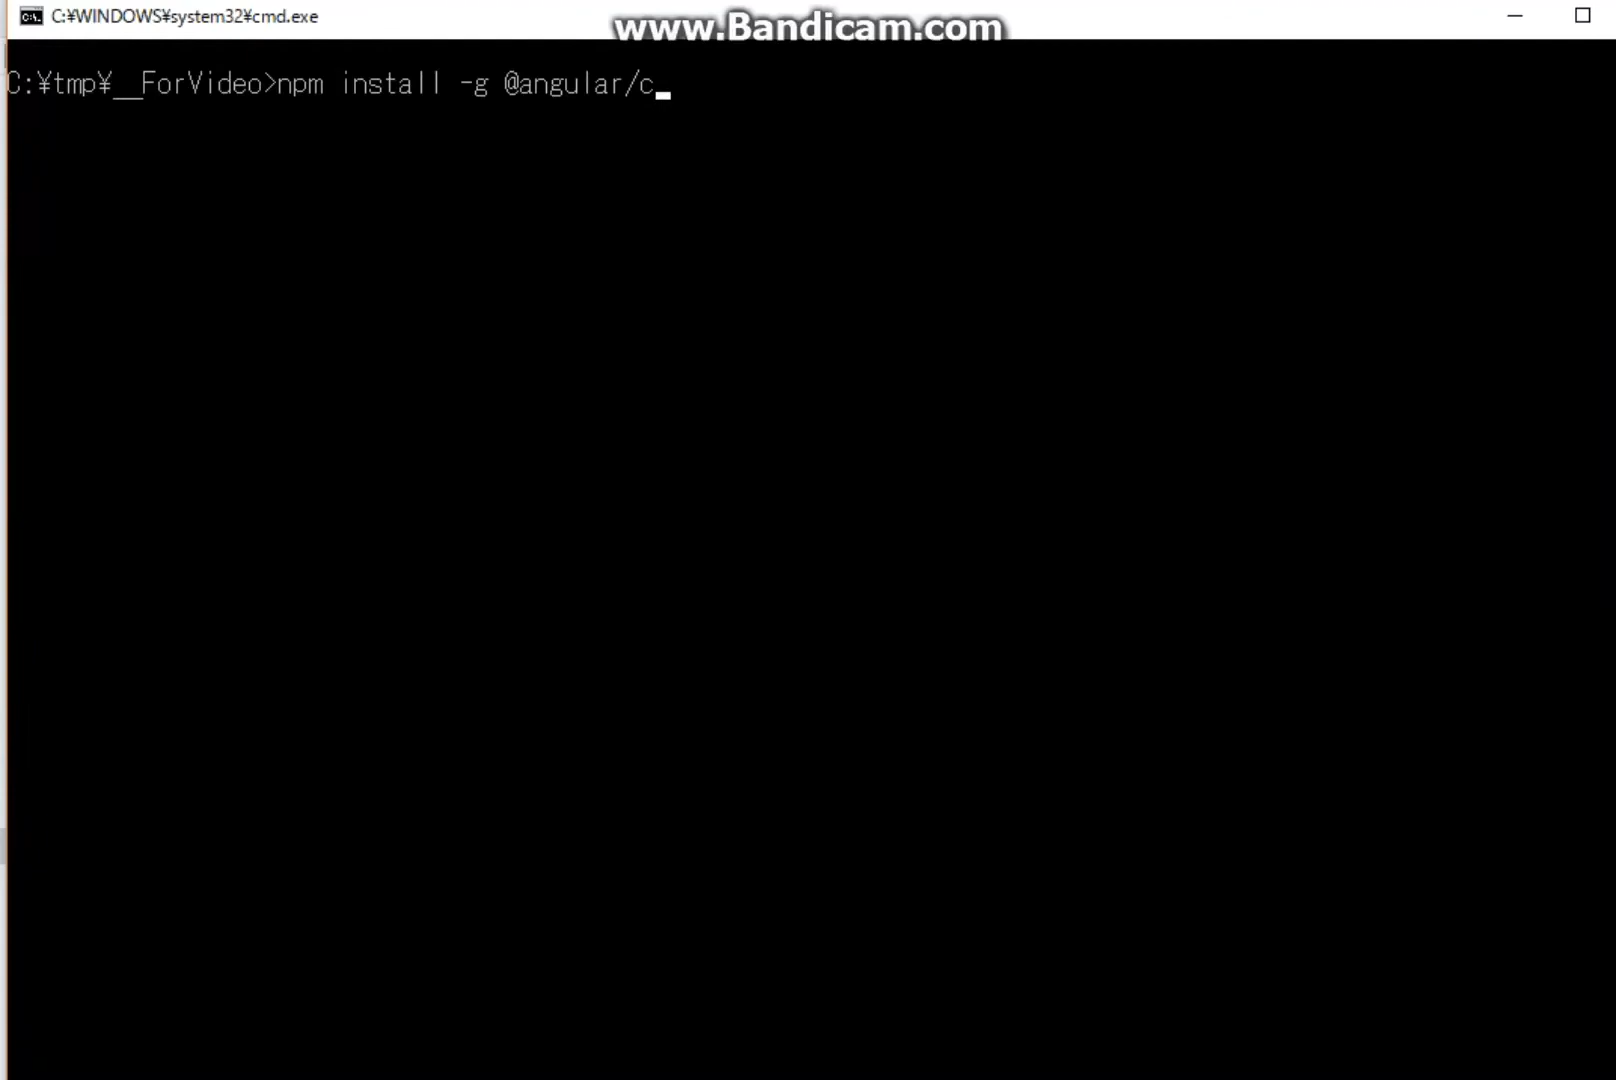 C:¥WINDOWS¥system32¥cmd.exe
www.Bandicam.com
C:¥tmp¥__ForVideo>npm install -g @angular/c